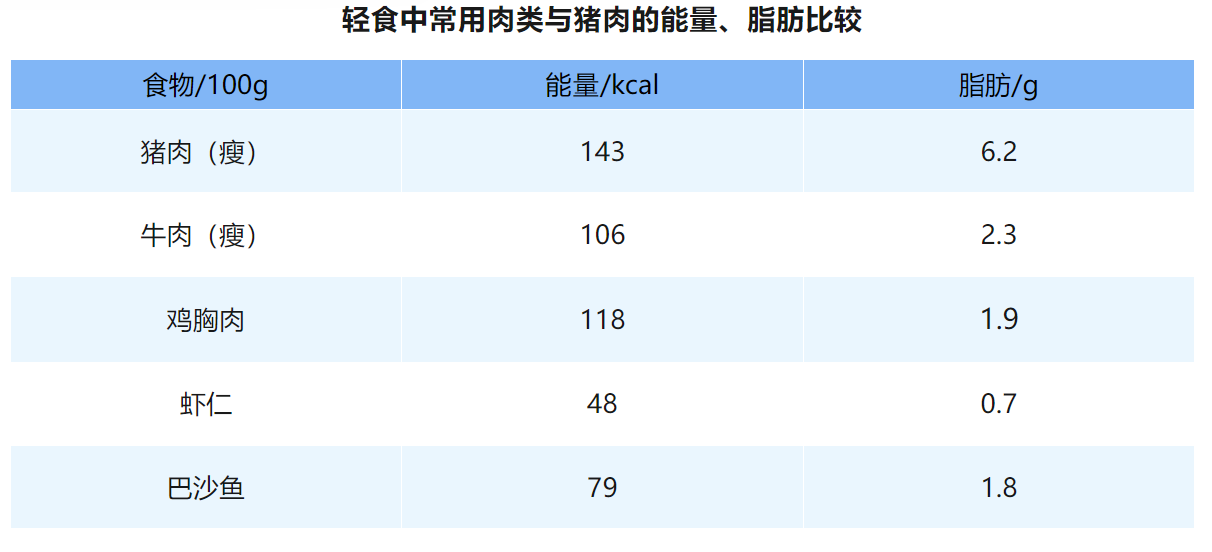 轻食中常用肉类与猪肉的能量、脂肪比较
食物/100g 能量/kcal 脂肪/g
猪肉（瘦） 143 6.2
牛肉（瘦） 106 2.3
鸡胸肉 118 1.9
虾仁 48 0.7
巴沙鱼 79 1.8